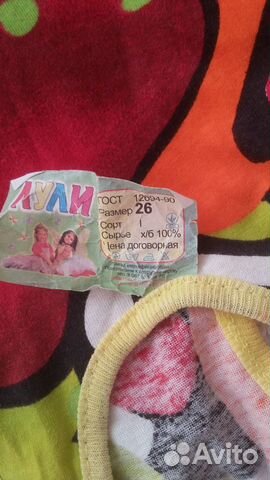 ЛУЛИ
ГОСТ 12694-90
Размер 26
Сорт I
Сырье х/б 100%
Цена договорная
Avito